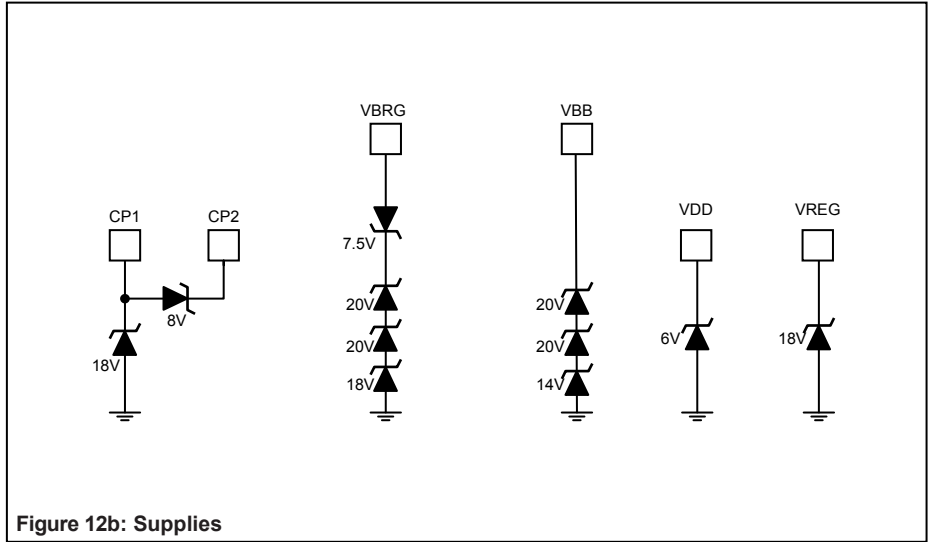 VBRG
VBB
CP1
CP2
VDD
VREG
7.5V
8V
18V
20V
20V
18V
20V
20V
14V
6V
18V
Figure 12b: Supplies